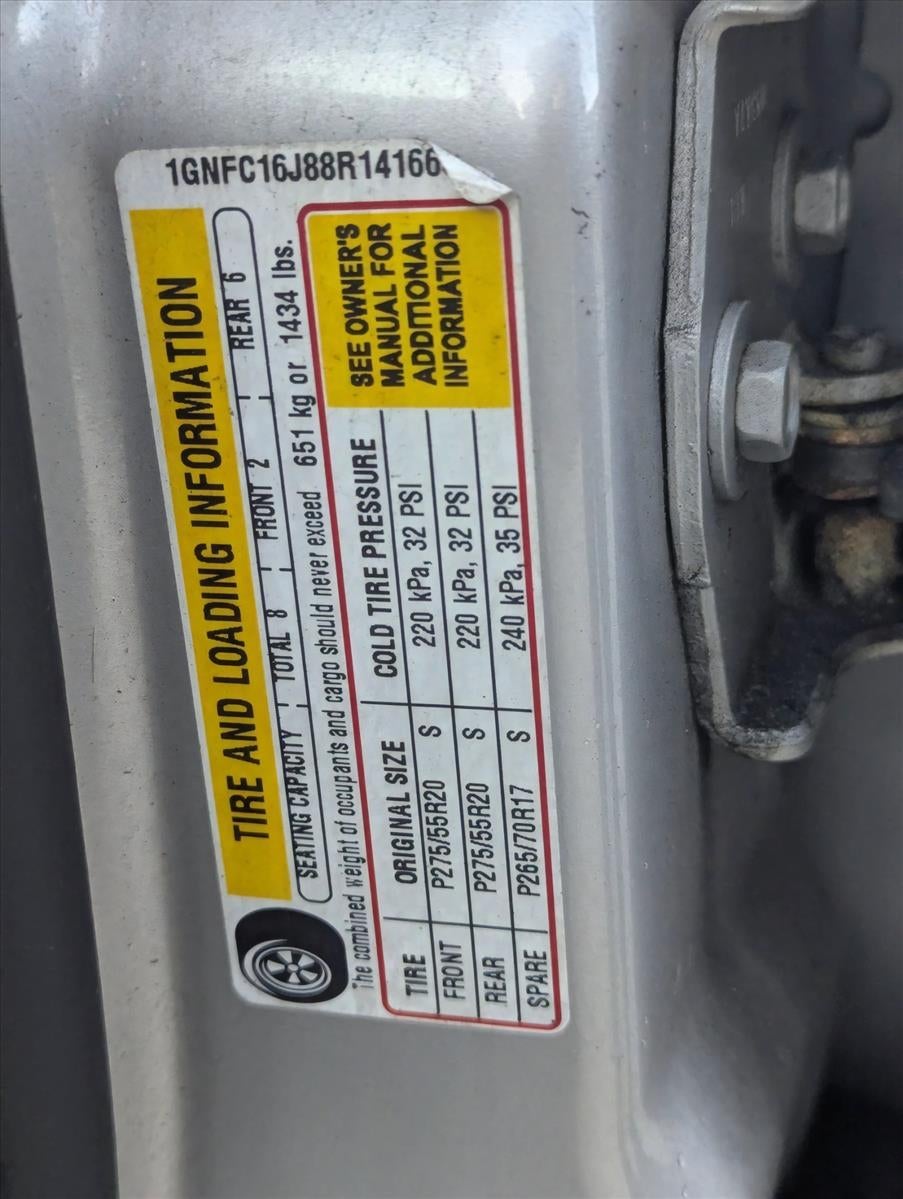 1GNFC16J88R14166
TIRE AND LOADING INFORMATION
SEATING CAPACITY TOTAL 8 FRONT 2 REAR 6
The combined weight of occupants and cargo should never exceed 651 kg or 1434 lbs.
TIRE ORIGINAL SIZE COLD TIRE PRESSURE
FRONT P275/55R20 S 220 kPa, 32 PSI
REAR P275/55R20 S 220 kPa, 32 PSI
SPARE P265/70R17 S 240 kPa, 35 PSI
SEE OWNER'S
MANUAL FOR
ADDITIONAL
INFORMATION